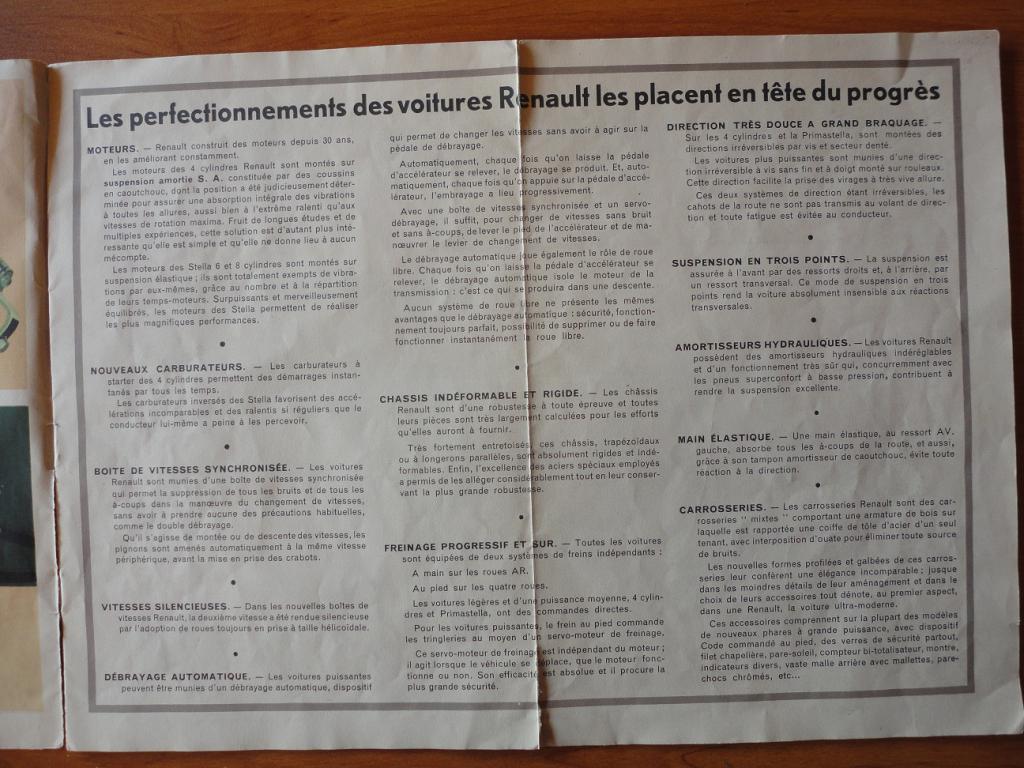 Les perfectionnements des voitures Renault les placent en tête du progrès
MOTEURS. — Renault construit des moteurs depuis 30 ans,
en les améliorant constamment.
Les moteurs des 4 cylindres Renault sont montés sur
suspension amortie S. A. constituée par des coussins
en caoutchouc, dont la position a été judicieusement déter-
minée pour assurer une absorption intégrale des vibrations
à toutes les allures, aussi bien à l'extrême ralenti qu'aux
vitesses de rotation maxima. Fruit de longues études et de
multiples expériences, cette solution est d'autant plus inté-
ressante qu'elle est simple et qu'elle ne donne lieu à aucun
mécompte.
Les moteurs des Stella 6 et 8 cylindres sont montés sur
suspension élastique ; ils sont totalement exempts de vibra-
tions par eux-mêmes, grâce au nombre et à la répartition
de leurs temps-moteurs. Surpuissants et merveilleusement
équilibrés, les moteurs des Stella permettent de réaliser
les plus magnifiques performances.
NOUVEAUX CARBURATEURS. — Les carburateurs à
starter des 4 cylindres permettent des démarrages instan-
tanés par tous les temps.
Les carburateurs inversés des Stella favorisent des accé-
lérations incomparables et des ralentis si réguliers que le
conducteur lui-même a peine à les percevoir.
BOITE DE VITESSES SYNCHRONISÉE. — Les voitures
Renault sont munies d'une boîte de vitesses synchronisée
qui permet la suppression de tous les bruits et de tous les
à-coups dans la manœuvre du changement de vitesses,
sans avoir à prendre aucune des précautions habituelles,
comme le double débrayage.
Qu'il s'agisse de montée ou de descente des vitesses, les
pignons sont amenés automatiquement à la même vitesse
périphérique, avant la mise en prise des crabots.
VITESSES SILENCIEUSES. — Dans les nouvelles boîtes de
vitesses Renault, la deuxième vitesse a été rendue silencieuse
par l'adoption de roues toujours en prise à taille hélicoïdale.
DÉBRAYAGE AUTOMATIQUE. — Les voitures puissantes
peuvent être munies d'un débrayage automatique, dispositif
qui permet de changer les vitesses sans avoir à agir sur la
pédale de débrayage.
Automatiquement, chaque fois qu'on laisse la pédale
d'accélérateur se relever, le débrayage se produit. Et, auto-
matiquement, chaque fois qu'on appuie sur la pédale d'accé-
lérateur, l'embrayage a lieu progressivement.
Avec une boîte de vitesses synchronisée et un servo-
débrayage, il suffit, pour changer de vitesses sans bruit
et sans à-coups, de lever le pied de l'accélérateur et de ma-
nœuvrer le levier de changement de vitesses.
Le débrayage automatique joue également le rôle de roue
libre. Chaque fois qu'on laisse la pédale d'accélérateur se
relever, le débrayage automatique isole le moteur de la
transmission : c'est ce qui se produira dans une descente.
Aucun système de roue libre ne présente les mêmes
avantages que le débrayage automatique : sécurité, fonction-
nement toujours parfait, possibilité de supprimer ou de faire
fonctionner instantanément la roue libre.
CHASSIS INDÉFORMABLE ET RIGIDE. — Les châssis
Renault sont d'une robustesse à toute épreuve et toutes
leurs pièces sont très largement calculées pour les efforts
qu'elles auront à fournir.
Très fortement entretoisés, ces châssis, trapézoïdaux
ou à longerons parallèles, sont absolument rigides et indé-
formables. Enfin, l'excellence des aciers spéciaux employés
a permis de les alléger considérablement tout en leur conser-
vant la plus grande robustesse.
FREINAGE PROGRESSIF ET SUR. — Toutes les voitures
sont équipées de deux systèmes de freins indépendants :
A main sur les roues AR.
Au pied sur les quatre roues.
Les voitures légères et d'une puissance moyenne, 4 cylin-
dres et Primastella, ont des commandes directes.
Pour les voitures puissantes, le frein au pied commande
les tringleries au moyen d'un servo-moteur de freinage.
Ce servo-moteur de freinage est indépendant du moteur ;
il agit lorsque le véhicule se déplace, que le moteur fonc-
tionne ou non. Son efficacité est absolue et il procure la
plus grande sécurité.
DIRECTION TRÈS DOUCE A GRAND BRAQUAGE. —
Sur les 4 cylindres et la Primastella, sont montées des
directions irréversibles par vis et secteur denté.
Les voitures plus puissantes sont munies d'une direc-
tion irréversible à vis sans fin et à doigt monté sur rouleaux.
Cette direction facilite la prise des virages à très vive allure.
Ces deux systèmes de direction étant irréversibles, les
cahots de la route ne sont pas transmis au volant de direc-
tion et toute fatigue est évitée au conducteur.
SUSPENSION EN TROIS POINTS. — La suspension est
assurée à l'avant par des ressorts droits et, à l'arrière, par
un ressort transversal. Ce mode de suspension en trois
points rend la voiture absolument insensible aux réactions
transversales.
AMORTISSEURS HYDRAULIQUES. — Les voitures Renault
possèdent des amortisseurs hydrauliques indéréglables
et d'un fonctionnement très sûr qui, concurremment avec
les pneus superconfort à basse pression, contribuent à
rendre la suspension excellente.
MAIN ÉLASTIQUE. — Une main élastique, au ressort AV.
gauche, absorbe tous les à-coups de la route, et aussi,
grâce à son tampon amortisseur de caoutchouc, évite toute
réaction à la direction.
CARROSSERIES. — Les carrosseries Renault sont des car-
rosseries " mixtes " comportant une armature de bois sur
laquelle est rapportée une coiffe de tôle d'acier d'un seul
tenant, avec interposition d'ouate pour éliminer toute source
de bruits.
Les nouvelles formes profilées et galbées de ces carros-
series leur confèrent une élégance incomparable ; jusque
dans les moindres détails de leur aménagement et dans le
choix de leurs accessoires tout dénote, au premier aspect,
dans une Renault, la voiture ultra-moderne.
Ces accessoires comprennent sur la plupart des modèles
de nouveaux phares à grande puissance, avec dispositif
Code commandé au pied, des verres de sécurité partout,
filet chapelière, pare-soleil, compteur bi-totalisateur, montre,
indicateurs divers, vaste malle arrière avec mallettes, pare-
chocs chromés, etc...